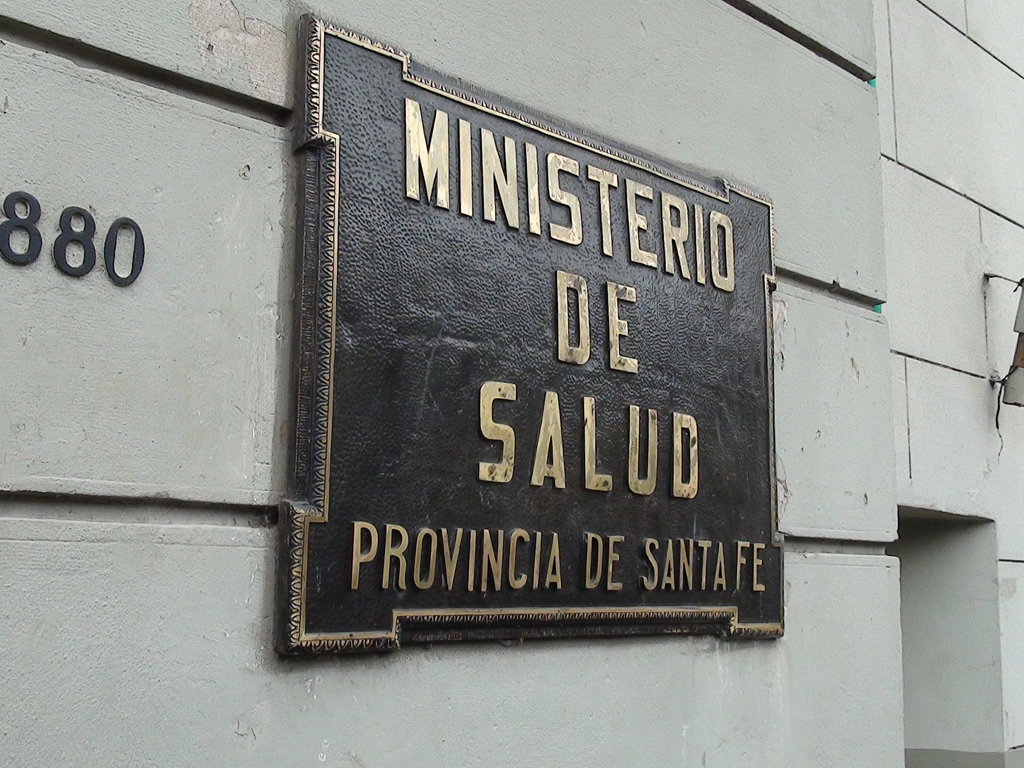 880
MINISTERIO
DE
SALUD
PROVINCIA DE SANTA FE